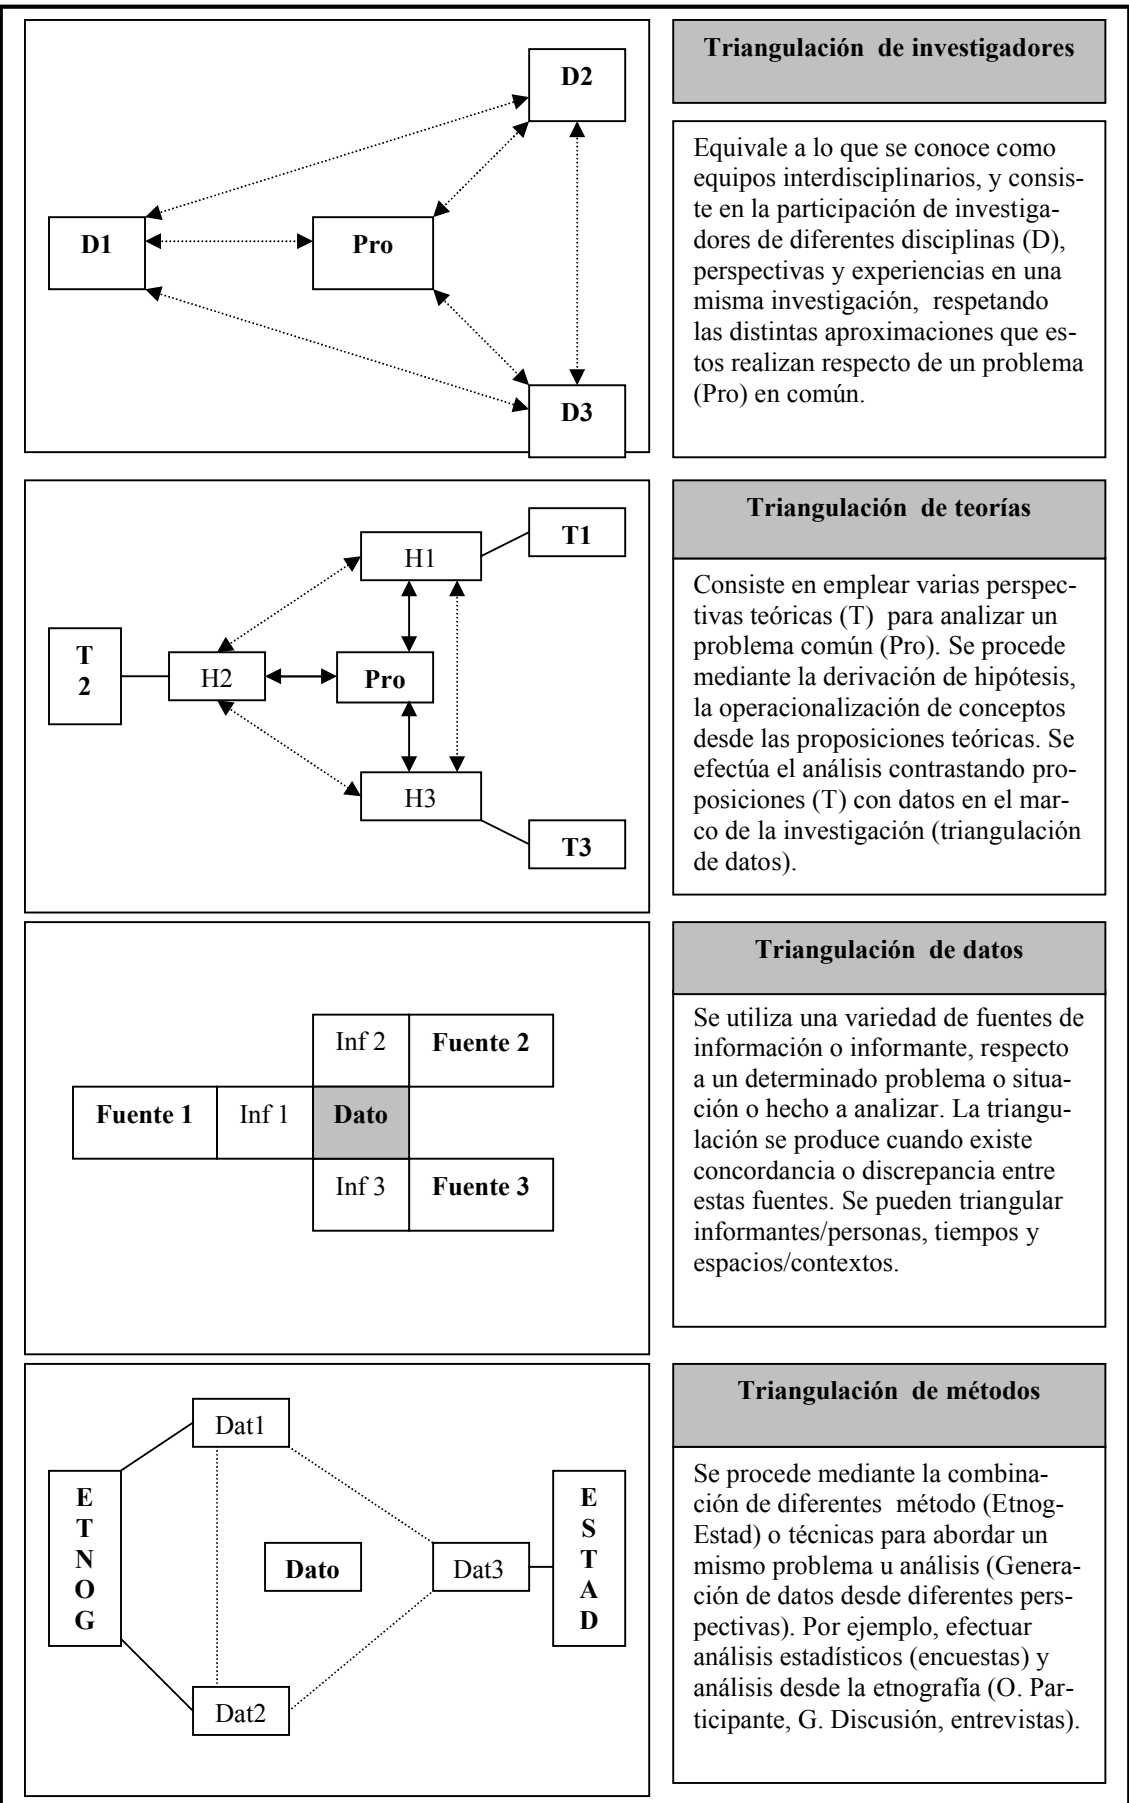 Triangulación de investigadores
D2
D1
Pro
D3
Equivale a lo que se conoce como
equipos interdisciplinarios, y consis-
te en la participación de investiga-
dores de diferentes disciplinas (D),
perspectivas y experiencias en una
misma investigación, respetando
las distintas aproximaciones que es-
tos realizan respecto de un problema
(Pro) en común.
Triangulación de teorías
T1
H1
T
2
H2
Pro
H3
T3
Consiste en emplear varias perspec-
tivas teóricas (T) para analizar un
problema común (Pro). Se procede
mediante la derivación de hipótesis,
la operacionalización de conceptos
desde las proposiciones teóricas. Se
efectúa el análisis contrastando pro-
posiciones (T) con datos en el mar-
co de la investigación (triangulación
de datos).
Triangulación de datos
Inf 2
Fuente 2
Fuente 1
Inf 1
Dato
Inf 3
Fuente 3
Se utiliza una variedad de fuentes de
información o informante, respecto
a un determinado problema o situa-
ción o hecho a analizar. La triangu-
lación se produce cuando existe
concordancia o discrepancia entre
estas fuentes. Se pueden triangular
informantes/personas, tiempos y
espacios/contextos.
Triangulación de métodos
Dat1
E
T
N
O
G
Dato
Dat3
E
S
T
A
D
Dat2
Se procede mediante la combina-
ción de diferentes método (Etnog-
Estad) o técnicas para abordar un
mismo problema u análisis (Genera-
ción de datos desde diferentes pers-
pectivas). Por ejemplo, efectuar
análisis estadísticos (encuestas) y
análisis desde la etnografía (O. Par-
ticipante, G. Discusión, entrevistas).